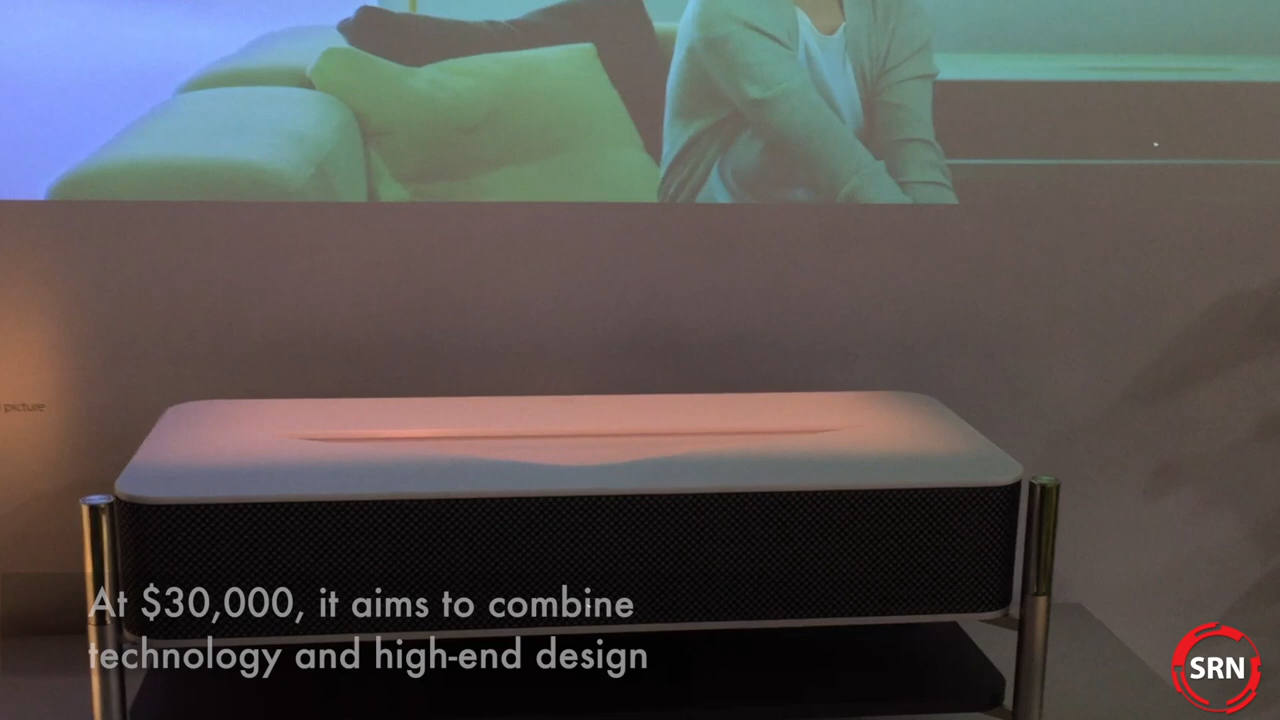 picture
At $30,000, it aims to combine
technology and high-end design
SRN